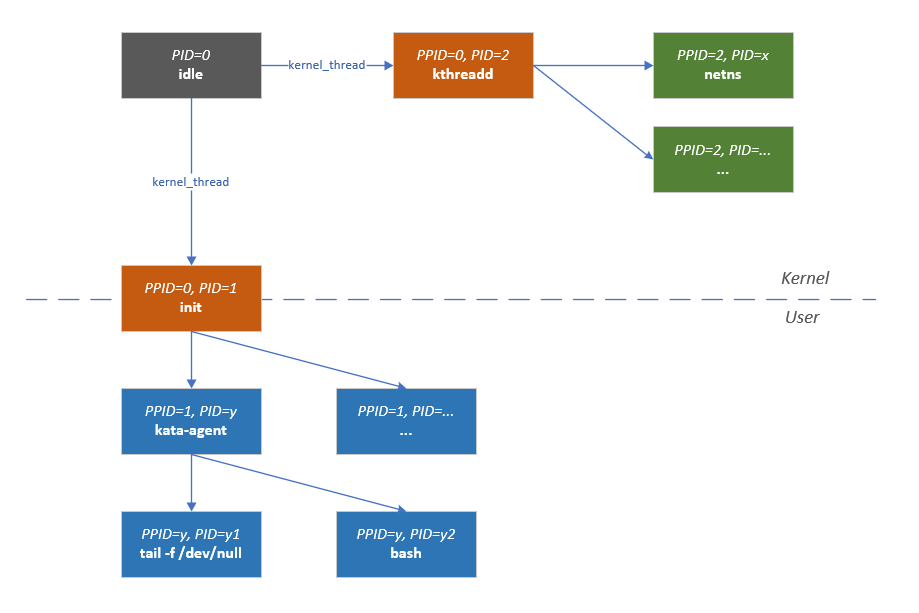 PID=0
idle
kernel_thread
PPID=0, PID=2
kthreadd
PPID=2, PID=x
netns
PPID=2, PID=...
...
kernel_thread
PPID=0, PID=1
init
Kernel
User
PPID=1, PID=y
kata-agent
PPID=1, PID=...
...
PPID=y, PID=y1
tail -f /dev/null
PPID=y, PID=y2
bash